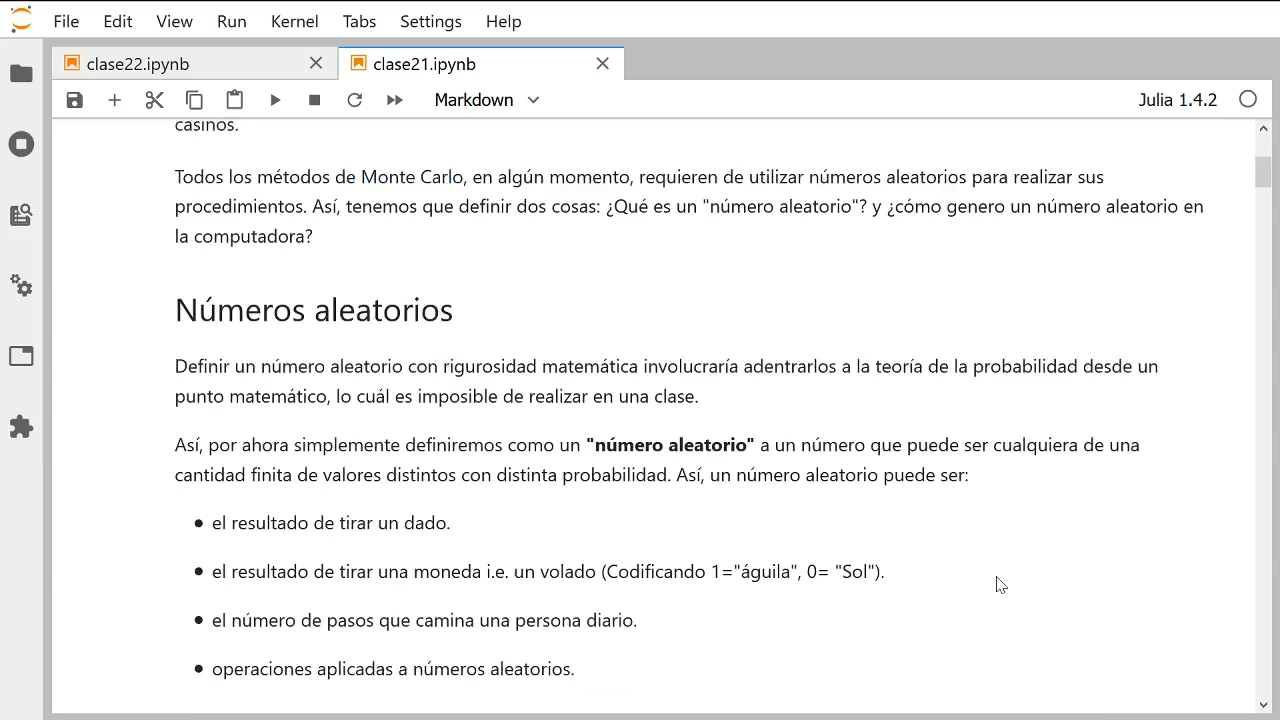 File Edit View Run Kernel Tabs Settings Help
clase22.ipynb clase21.ipynb
Markdown Julia 1.4.2
casinos.
Todos los métodos de Monte Carlo, en algún momento, requieren de utilizar números aleatorios para realizar sus
procedimientos. Así, tenemos que definir dos cosas: ¿Qué es un "número aleatorio"? y ¿cómo genero un número aleatorio en
la computadora?
Números aleatorios
Definir un número aleatorio con rigurosidad matemática involucraría adentrarlos a la teoría de la probabilidad desde un
punto matemático, lo cuál es imposible de realizar en una clase.
Así, por ahora simplemente definiremos como un "número aleatorio" a un número que puede ser cualquiera de una
cantidad finita de valores distintos con distinta probabilidad. Así, un número aleatorio puede ser:
• el resultado de tirar un dado.
• el resultado de tirar una moneda i.e. un volado (Codificando 1="águila", 0= "Sol").
• el número de pasos que camina una persona diario.
• operaciones aplicadas a números aleatorios.